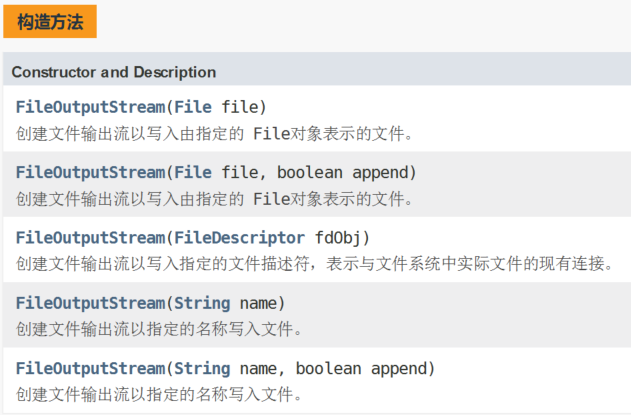 构造方法
Constructor and Description
FileOutputStream(File file)
创建文件输出流以写入由指定的 File对象表示的文件。
FileOutputStream(File file, boolean append)
创建文件输出流以写入由指定的 File对象表示的文件。
FileOutputStream(FileDescriptor fdObj)
创建文件输出流以写入指定的文件描述符，表示与文件系统中实际文件的现有连接。
FileOutputStream(String name)
创建文件输出流以指定的名称写入文件。
FileOutputStream(String name, boolean append)
创建文件输出流以指定的名称写入文件。